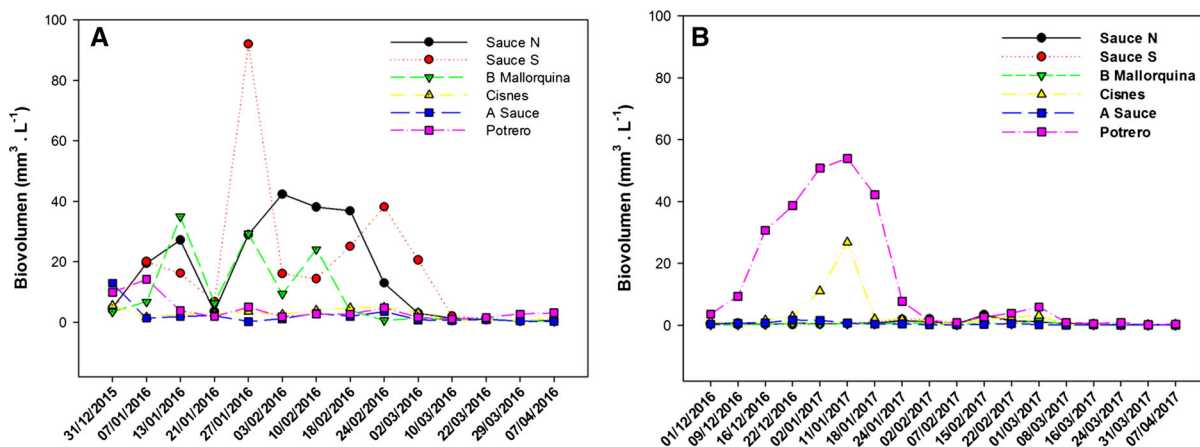 A
Biovolumen (mm³ . L⁻¹)
100
80
60
40
20
0
Sauce N
Sauce S
B Mallorquina
Cisnes
A Sauce
Potrero
31/12/2015
07/01/2016
13/01/2016
21/01/2016
27/01/2016
03/02/2016
10/02/2016
18/02/2016
24/02/2016
02/03/2016
10/03/2016
22/03/2016
29/03/2016
07/04/2016
B
Biovolumen (mm³ . L⁻¹)
100
80
60
40
20
0
Sauce N
Sauce S
B Mallorquina
Cisnes
A Sauce
Potrero
01/12/2016
09/12/2016
16/12/2016
22/12/2016
02/01/2017
11/01/2017
18/01/2017
24/01/2017
02/02/2017
07/02/2017
15/02/2017
22/02/2017
01/03/2017
08/03/2017
16/03/2017
24/03/2017
31/03/2017
07/04/2017